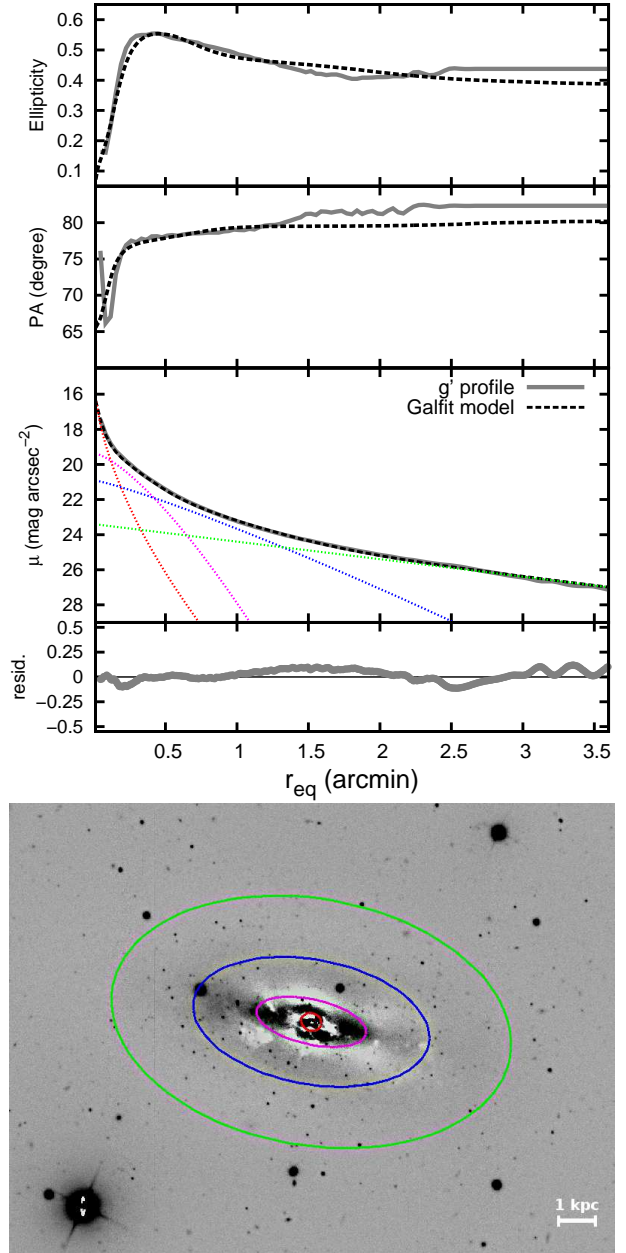 0.6
0.5
0.4
0.3
0.2
0.1
Ellipticity
80
75
70
65
PA (degree)
16
18
20
22
24
26
28
μ (mag arcsec−2)
g' profile
Galfit model
0.5
0.25
0
−0.25
−0.5
resid.
0.5 1 1.5 2 2.5 3 3.5
req (arcmin)
1 kpc